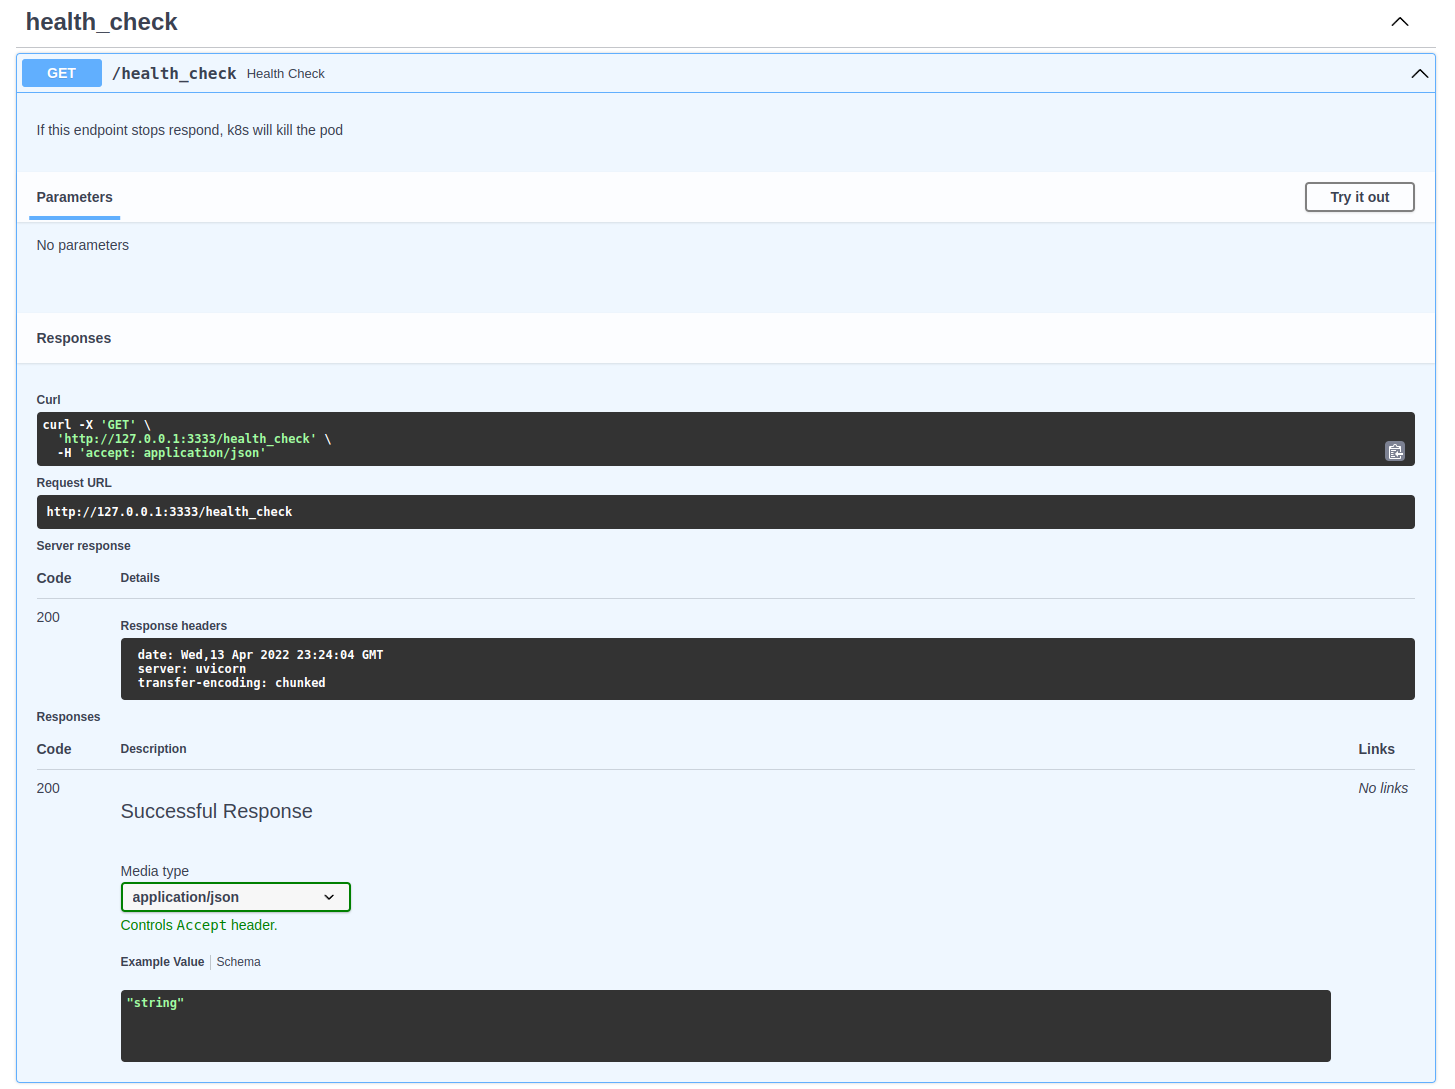 health_check
GET /health_check Health Check
If this endpoint stops respond, k8s will kill the pod
Parameters Try it out
No parameters
Responses
Curl
curl -X 'GET' \
'http://127.0.0.1:3333/health_check' \
-H 'accept: application/json'
Request URL
http://127.0.0.1:3333/health_check
Server response
Code Details
200
Response headers
date: Wed,13 Apr 2022 23:24:04 GMT
server: uvicorn
transfer-encoding: chunked
Responses
Code Description Links
200 No links
Successful Response
Media type
application/json
Controls Accept header.
Example Value Schema
"string"